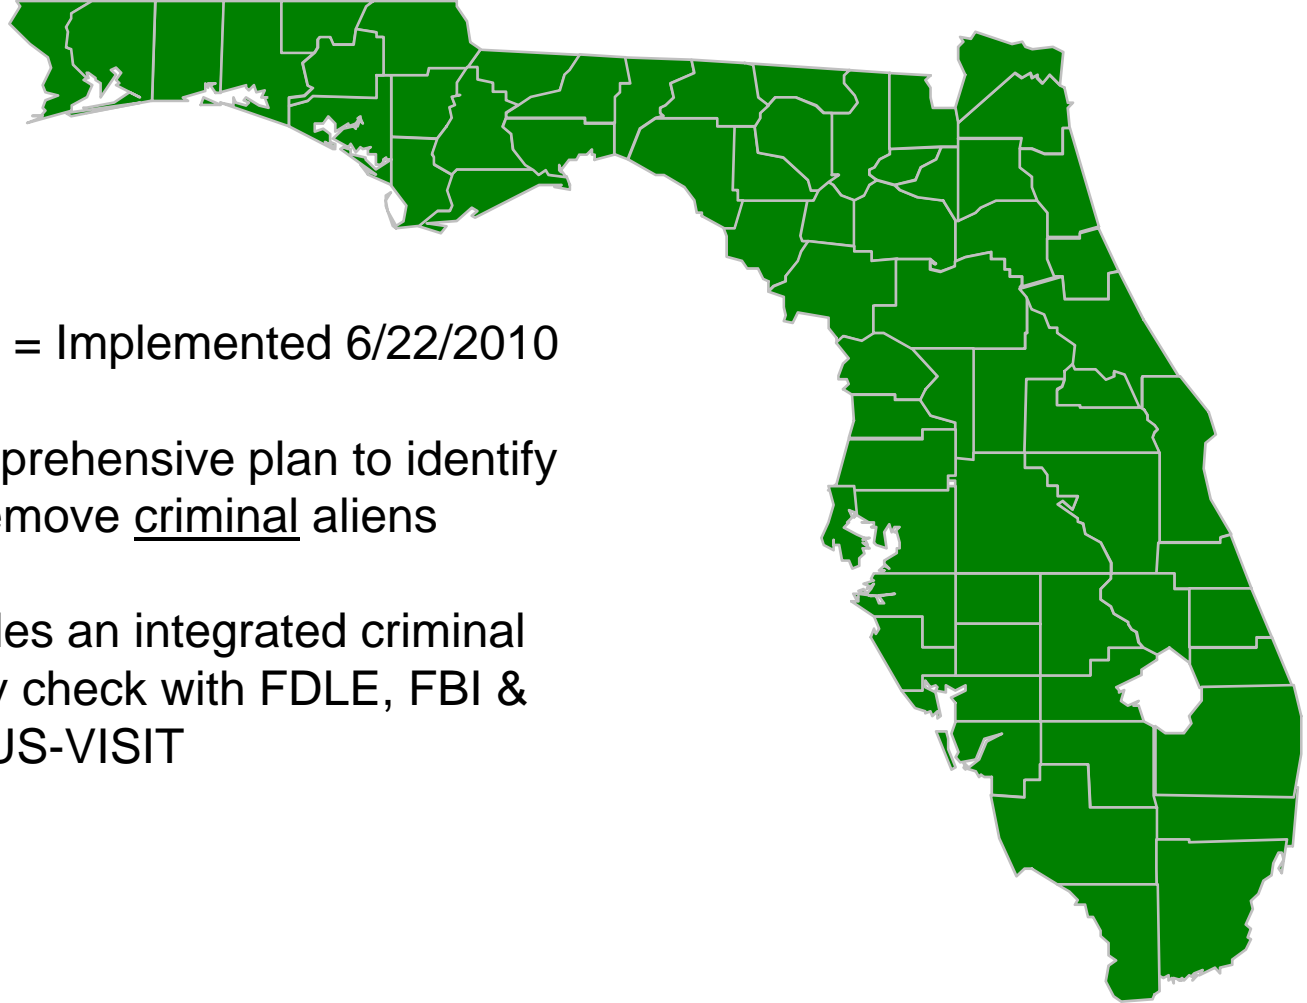 = Implemented 6/22/2010
prehensive plan to identify
emove criminal aliens
les an integrated criminal
y check with FDLE, FBI &
US-VISIT